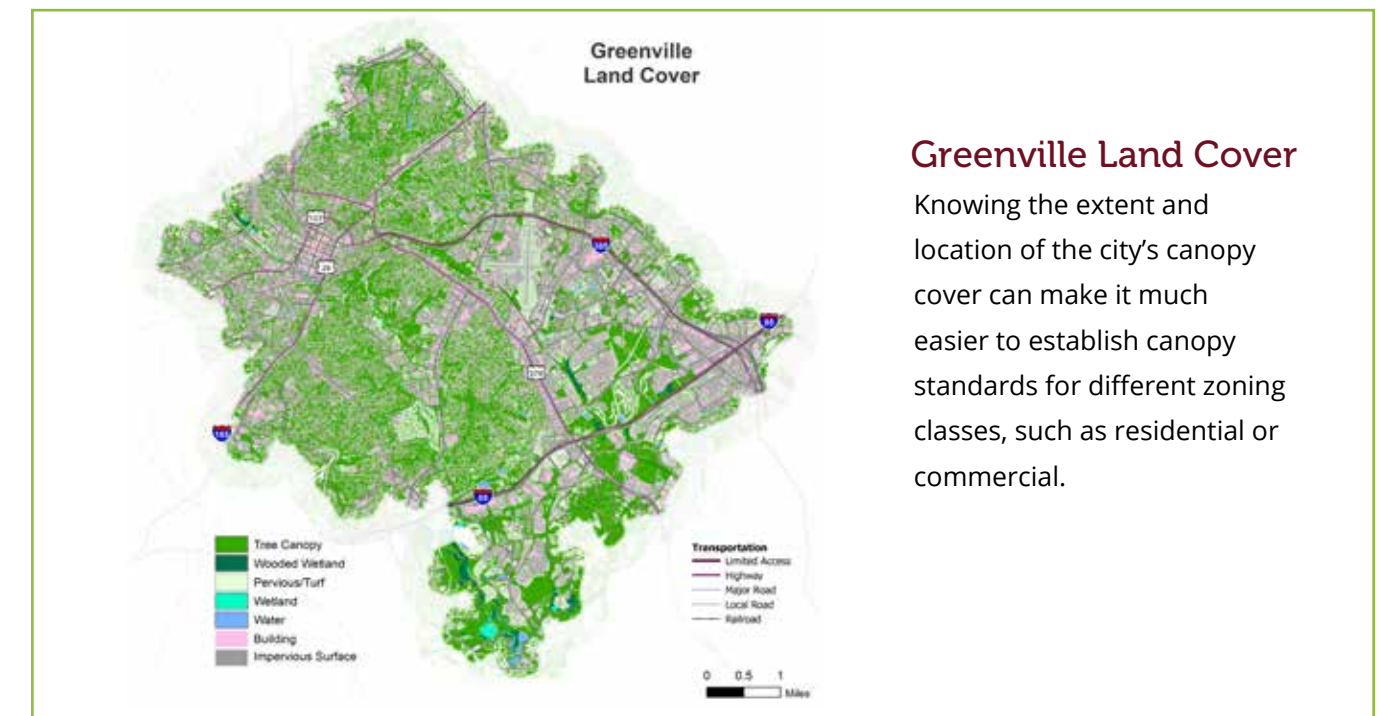 Greenville
Land Cover
Greenville Land Cover
Knowing the extent and
location of the city’s canopy
cover can make it much
easier to establish canopy
standards for different zoning
classes, such as residential or
commercial.
29
385
85
185
85
Tree Canopy
Wooded Wetland
Pervious/Turf
Wetland
Water
Building
Impervious Surface
Transportation
Limited Access
Highway
Major Road
Local Road
Railroad
0 0.5 1
Miles